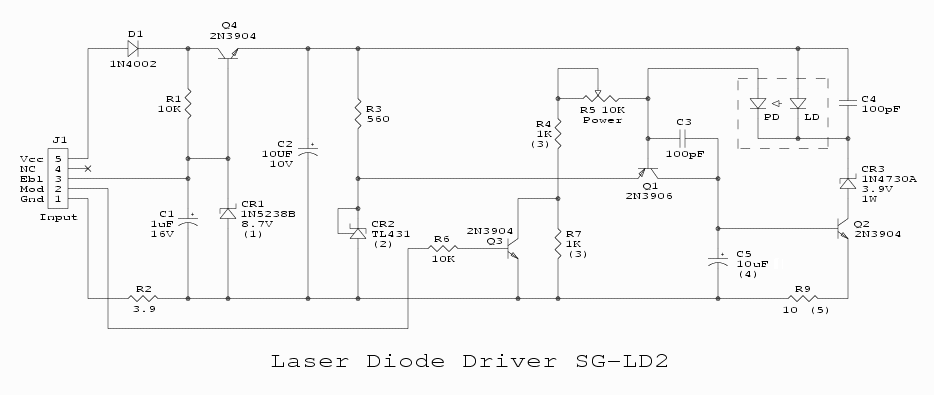 Q4
2N3904
D1
1N4002
R1
10K
J1
Vcc 5
NC 4
Ebl 3
Mod 2
Gnd 1
Input
C1
1uF
16V
CR1
1N5238B
8.7V
(1)
R2
3.9
C2
10UF
10V
R3
560
CR2
TL431
(2)
R6
10K
2N3904
Q3
R4
1K
(3)
R5 10K
Power
R7
1K
(3)
C3
100pF
Q1
2N3906
PD
LD
C4
100pF
CR3
1N4730A
3.9V
1W
Q2
2N3904
C5
10uF
(4)
R9
10 (5)
Laser Diode Driver SG-LD2